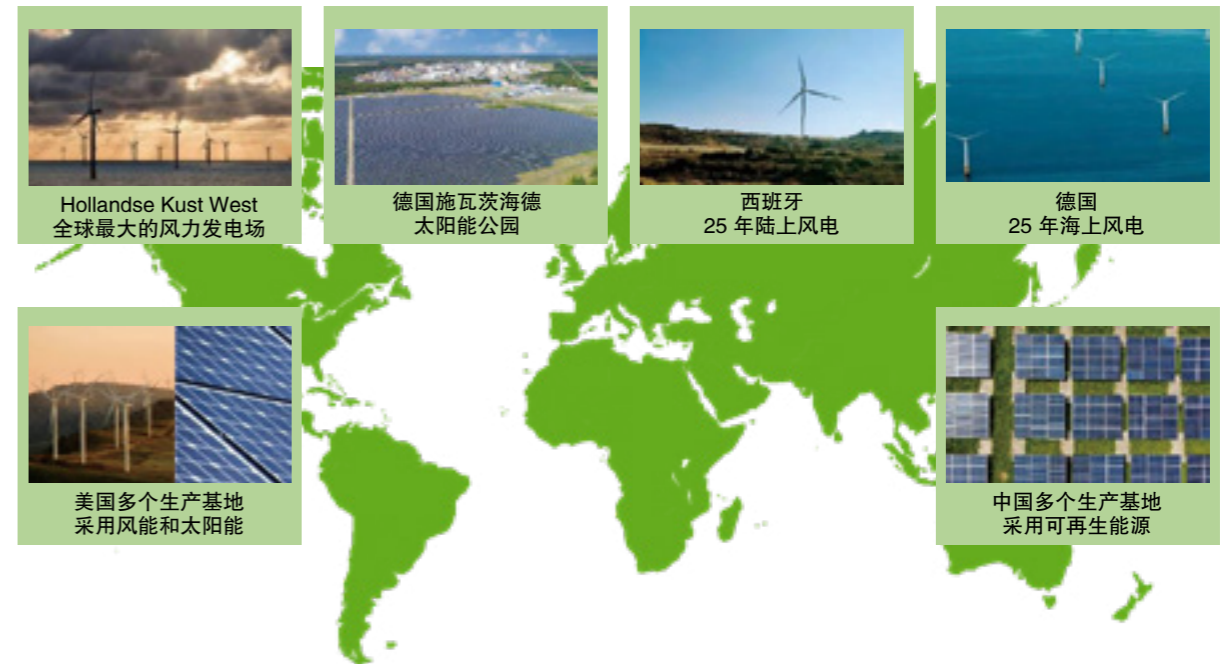 Hollandse Kust West
全球最大的风力发电场
德国施瓦茨海德
太阳能公园
西班牙
25 年陆上风电
德国
25 年海上风电
美国多个生产基地
采用风能和太阳能
中国多个生产基地
采用可再生能源